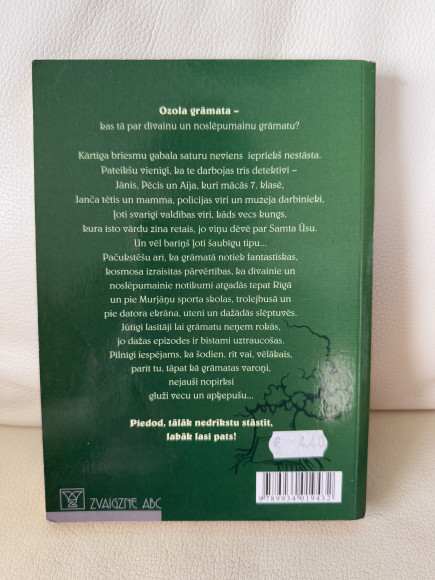 Ozola grāmata –
kas tā par dīvainu un noslēpumainu grāmatu?
Kārtīga briesmu gabala saturu neviens iepriekš nestāsta.
Pateikšu vienīgi, ka te darbojas trīs detektīvi –
Jānis, Pēcis un Aija, kuri mācās 7. klasē,
Janča tētis un mamma, policijas vīri un muzeja darbinieki,
ļoti svarīgi valdības vīri, kāds vecs kungs,
kura īsto vārdu zina retais, jo viņu dēvē par Samta Ūsu.
Un vēl bariņš ļoti šaubīgu tipu...
Pačukstēšu arī, ka grāmatā notiek fantastiskas,
kosmosa izraisītas pārvērtības, ka dīvainie un
noslēpumainie notikumi atgadās tepat Rīgā
un pie Murjāņu sporta skolas, trolejbusā un
pie datora ekrāna, utenī un dažādās slēptuvēs.
Jūtīgi lasītāji lai grāmatu neņem rokās,
jo dažas epizodes ir bīstami uztraucošas.
Pilnīgi iespējams, ka šodien, rīt vai, vēlākais,
parīt tu, tāpat kā grāmatas varoņi,
nejauši nopirksi
gluži vecu un apķepušu...
Piedod, tālāk nedrīkstu stāstīt,
labāk lasi pats!
€ 4.40
ZVAIGZNE ABC
9 789934 019432